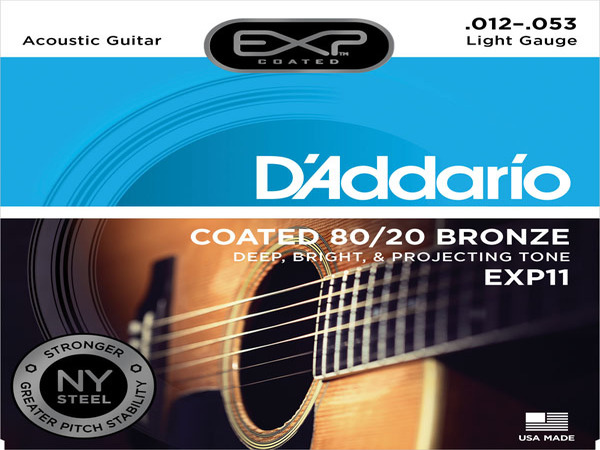 Acoustic Guitar
EXP™
COATED
.012–.053
Light Gauge
D'Addario
COATED 80/20 BRONZE
DEEP, BRIGHT, & PROJECTING TONE
EXP11
STRONGER
NY
STEEL
GREATER PITCH STABILITY
USA MADE